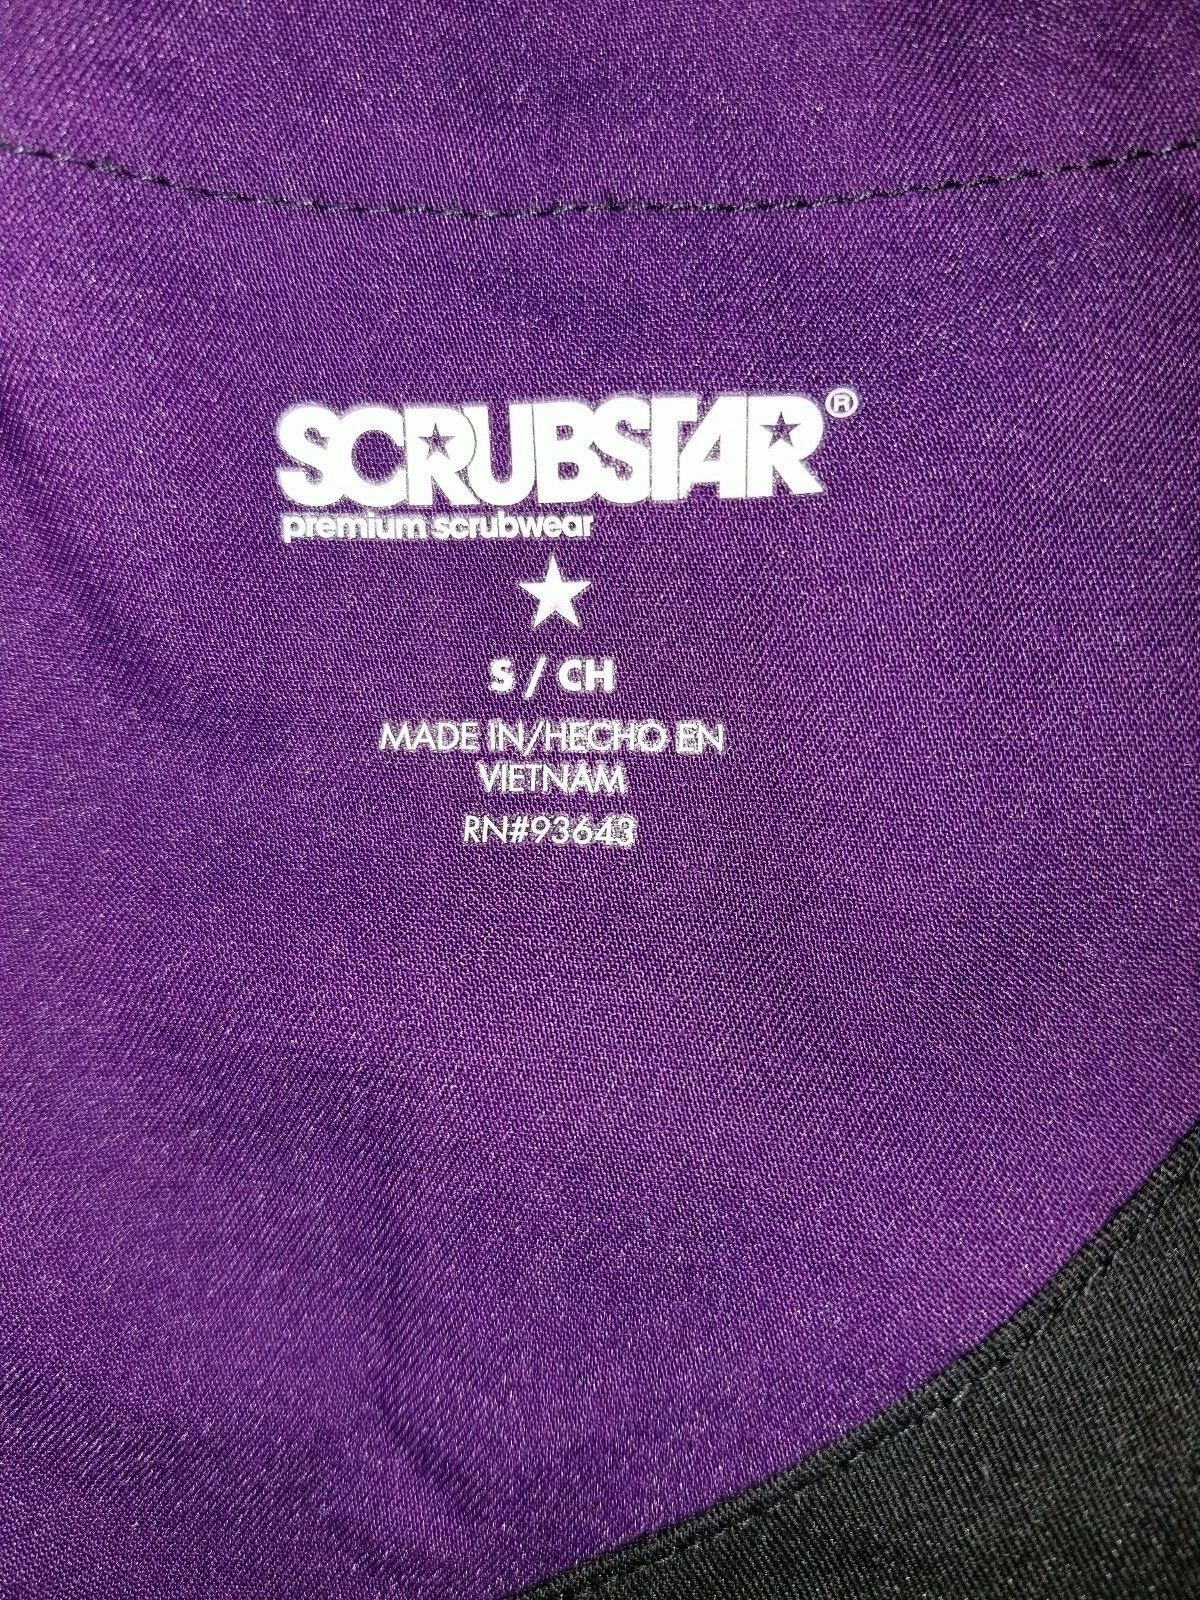 SCRUBSTAR®
premium scrubwear
S / CH
MADE IN/HECHO EN
VIETNAM
RN#93643